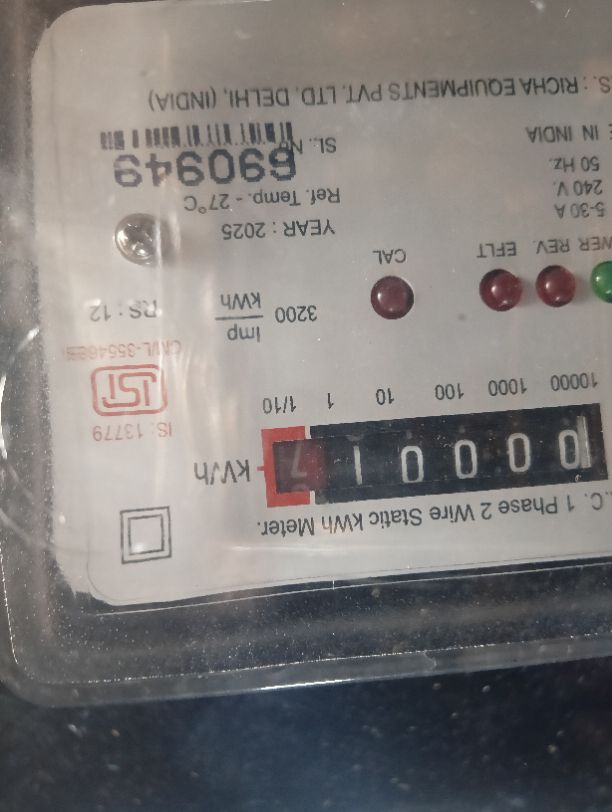 .C. 1 Phase 2 Wire Static kWh Meter.
0 0 0 0 1 7 kWh
10000 1000 100 10 1 1/10
IS: 13779
ISI
REV. EFLT CAL
3200 Imp
kWh
RS : 12
5-30 A
240 V.
50 Hz.
IN INDIA
YEAR : 2025
Ref. Temp. - 27°C
SL. No. 690949
S. : RICHA EQUIPMENTS PVT. LTD. DELHI, (INDIA)